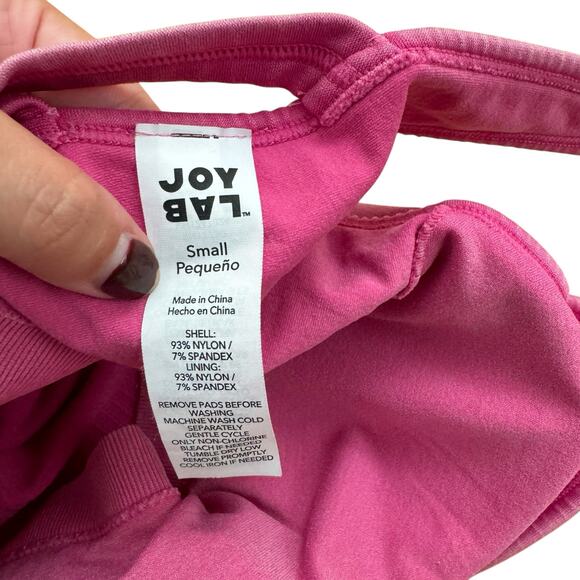 JOY
LAB™
Small
Pequeño
Made in China
Hecho en China
SHELL:
93% NYLON /
7% SPANDEX
LINING:
93% NYLON /
7% SPANDEX
REMOVE PADS BEFORE
WASHING
MACHINE WASH COLD
SEPARATELY
GENTLE CYCLE
ONLY NON-CHLORINE
BLEACH IF NEEDED
TUMBLE DRY LOW
REMOVE PROMPTLY
COOL IRON IF NEEDED